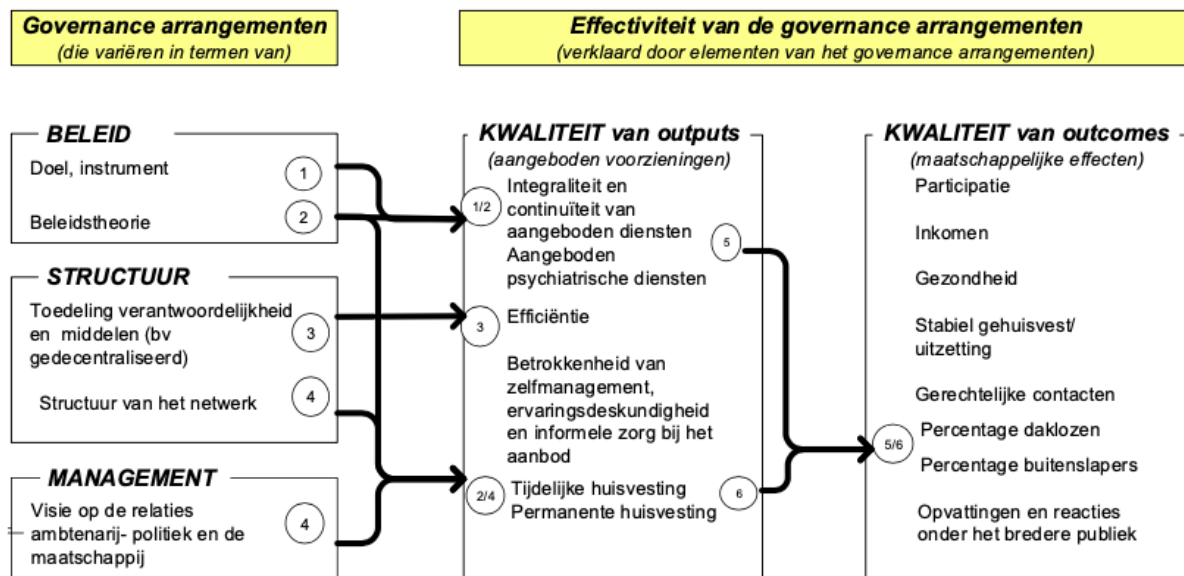 Governance arrangementen
(die variëren in termen van)
Effectiviteit van de governance arrangementen
(verklaard door elementen van het governance arrangementen)
BELEID
Doel, instrument
1
Beleidstheorie
2
STRUCTUUR
Toedeling verantwoordelijkheid
en middelen (bv
gedecentraliseerd)
3
Structuur van het netwerk
4
MANAGEMENT
Visie op de relaties
ambtenarij- politiek en de
maatschappij
4
KWALITEIT van outputs
(aangeboden voorzieningen)
1/2
Integraliteit en
continuïteit van
aangeboden diensten
Aangeboden
psychiatrische diensten
5
3
Efficiëntie
Betrokkenheid van
zelfmanagement,
ervaringsdeskundigheid
en informele zorg bij het
aanbod
2/4
Tijdelijke huisvesting
Permanente huisvesting
6
KWALITEIT van outcomes
(maatschappelijke effecten)
Participatie
Inkomen
Gezondheid
Stabiel gehuisvest/
uitzetting
Gerechtelijke contacten
5/6
Percentage daklozen
Percentage buitenslapers
Opvattingen en reacties
onder het bredere publiek